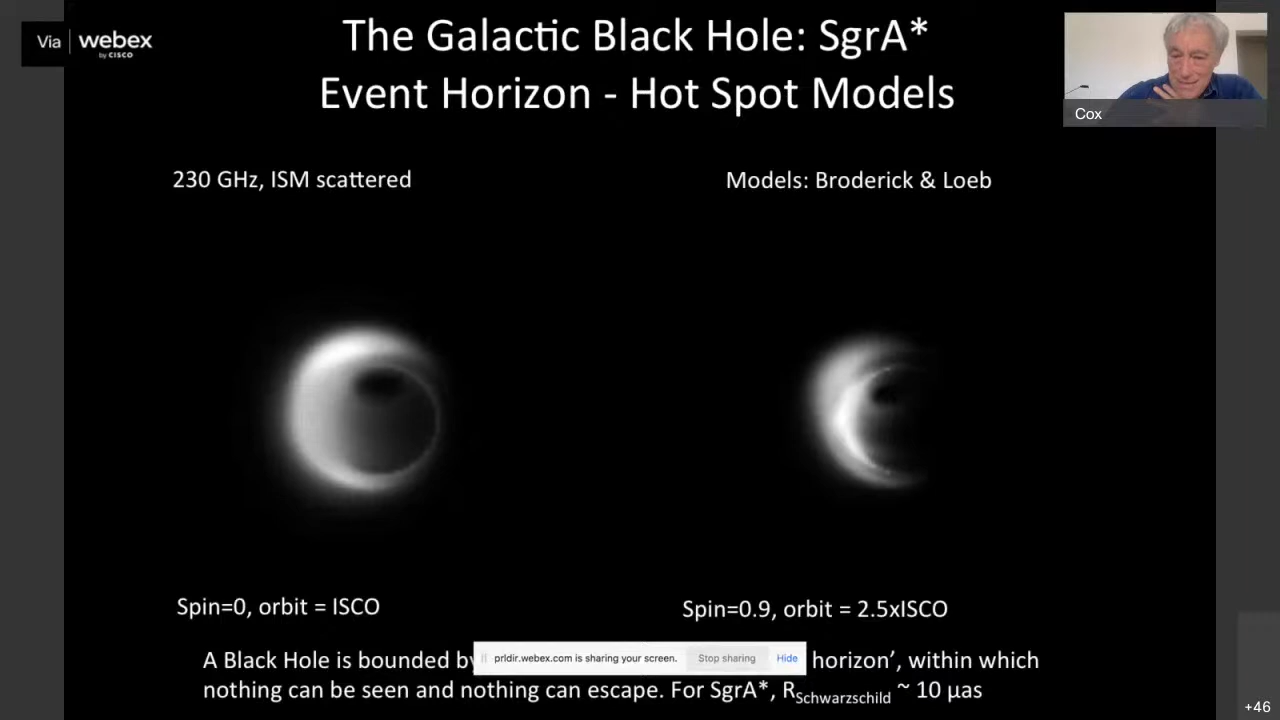 Via webex
by CISCO
The Galactic Black Hole: SgrA*
Event Horizon - Hot Spot Models
Cox
230 GHz, ISM scattered
Models: Broderick & Loeb
Spin=0, orbit = ISCO
Spin=0.9, orbit = 2.5xISCO
A Black Hole is bounded by horizon’, within which
prldir.webex.com is sharing your screen. Stop sharing Hide
nothing can be seen and nothing can escape. For SgrA*, RSchwarzschild ~ 10 μas
+46